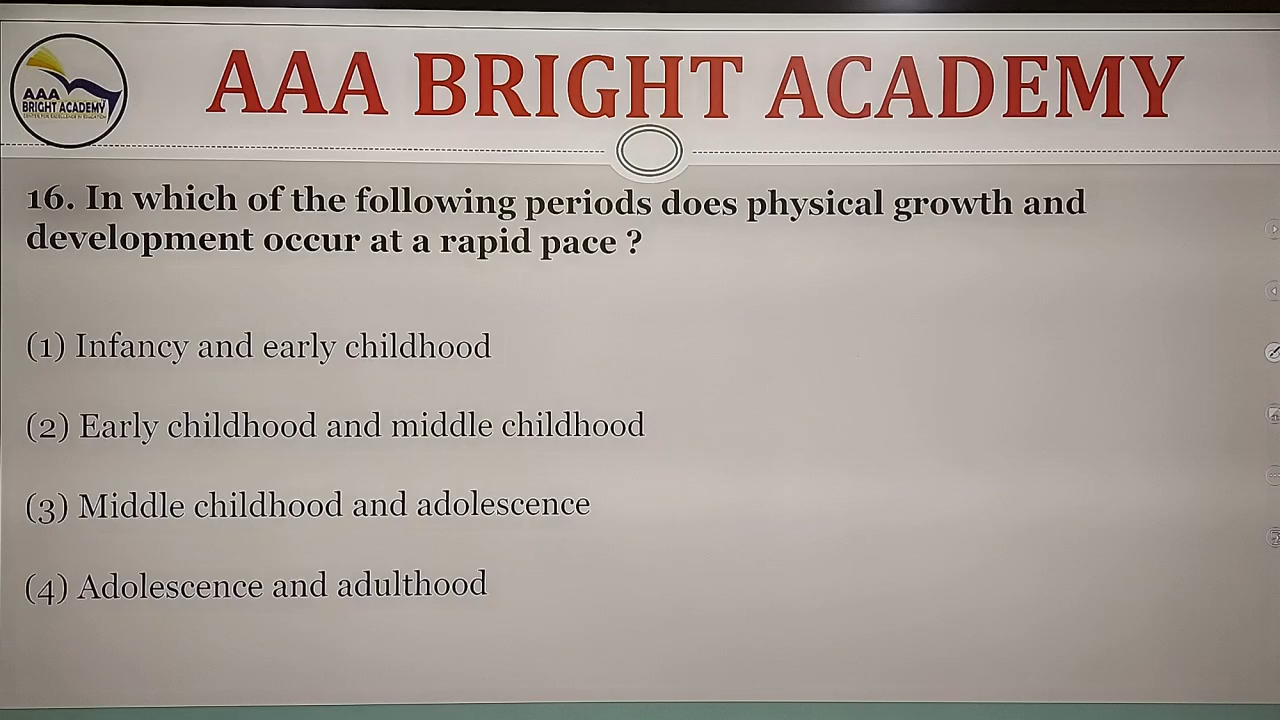 AAA BRIGHT ACADEMY
AAA
BRIGHT ACADEMY
16. In which of the following periods does physical growth and
development occur at a rapid pace ?
(1) Infancy and early childhood
(2) Early childhood and middle childhood
(3) Middle childhood and adolescence
(4) Adolescence and adulthood